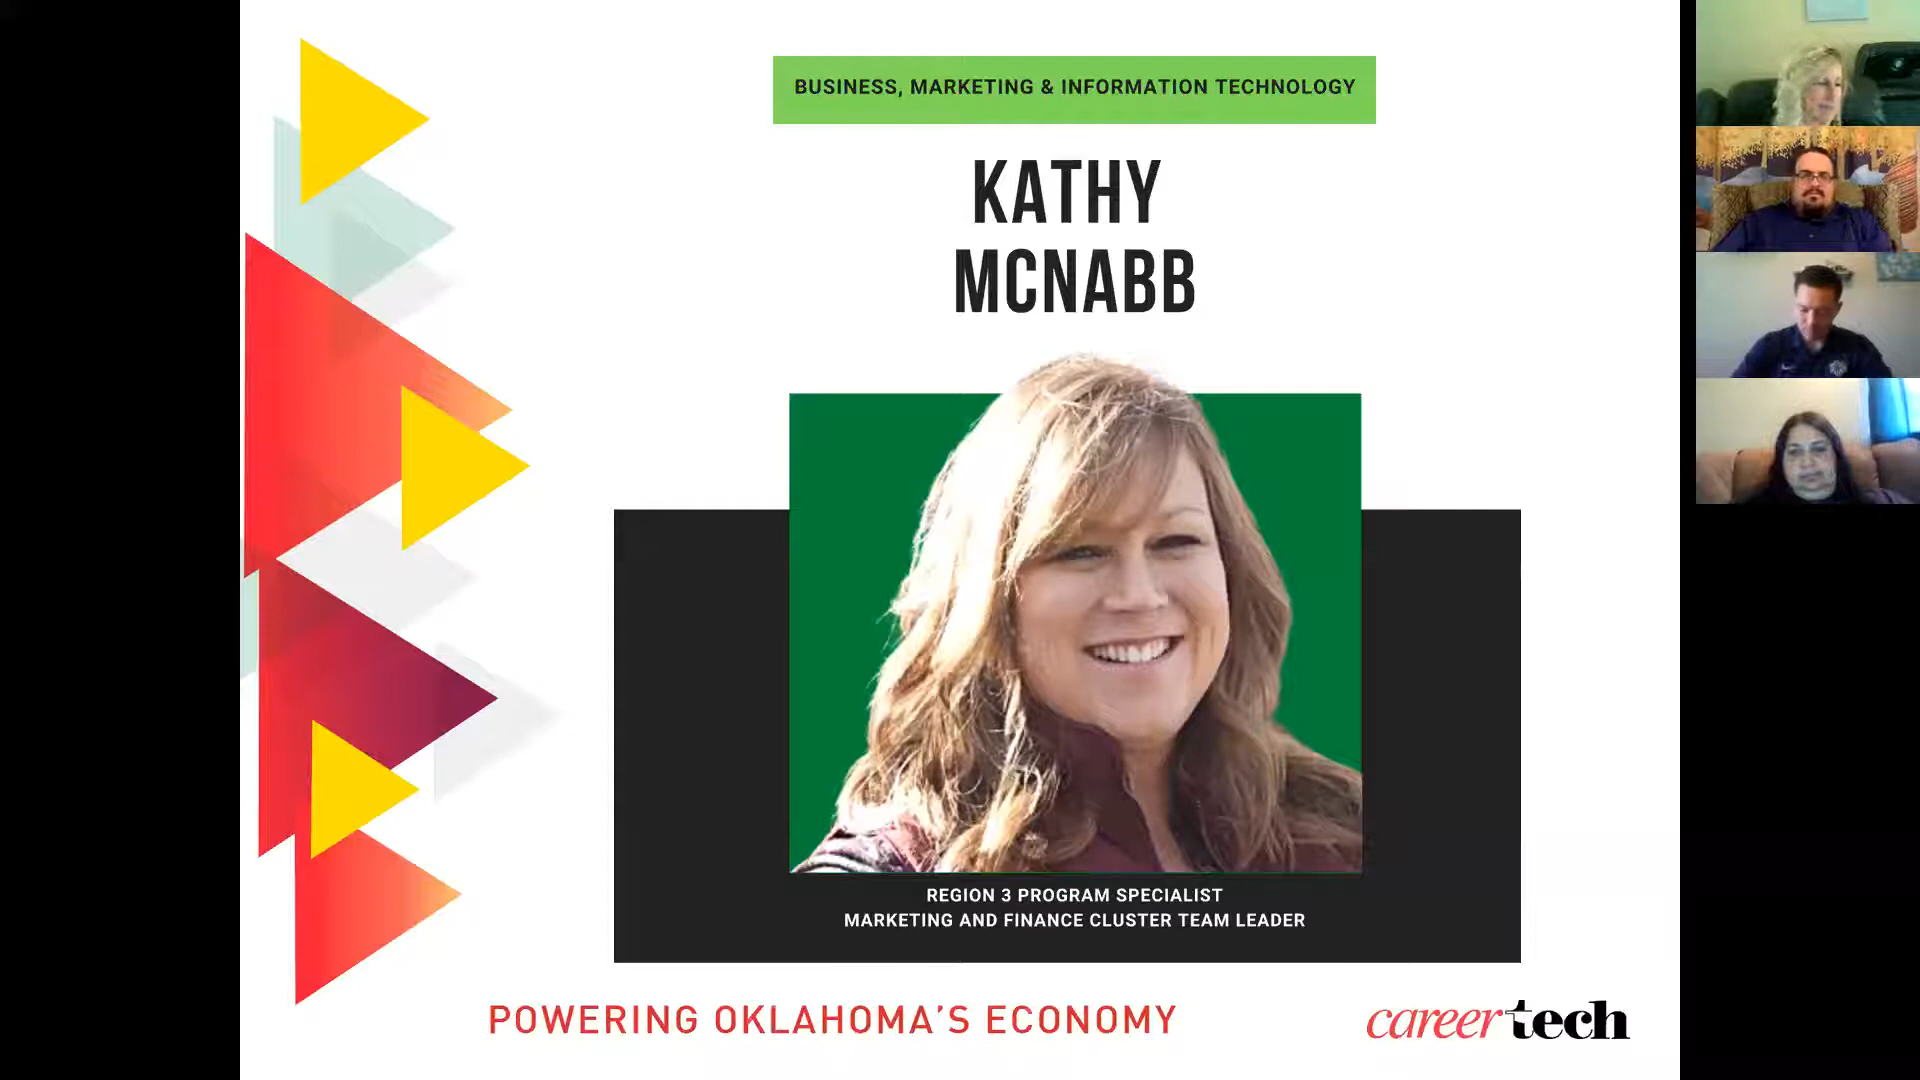 BUSINESS, MARKETING & INFORMATION TECHNOLOGY
KATHY
MCNABB
REGION 3 PROGRAM SPECIALIST
MARKETING AND FINANCE CLUSTER TEAM LEADER
POWERING OKLAHOMA'S ECONOMY
careertech